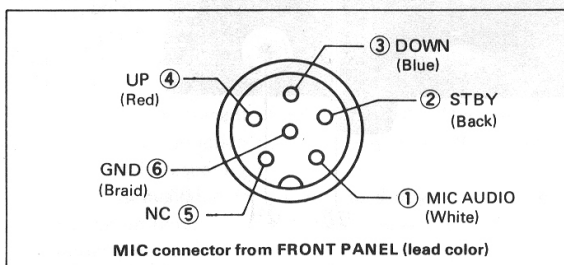 ③ DOWN
(Blue)
UP ④
(Red)
② STBY
(Back)
GND ⑥
(Braid)
NC ⑤
① MIC AUDIO
(White)
MIC connector from FRONT PANEL (lead color)